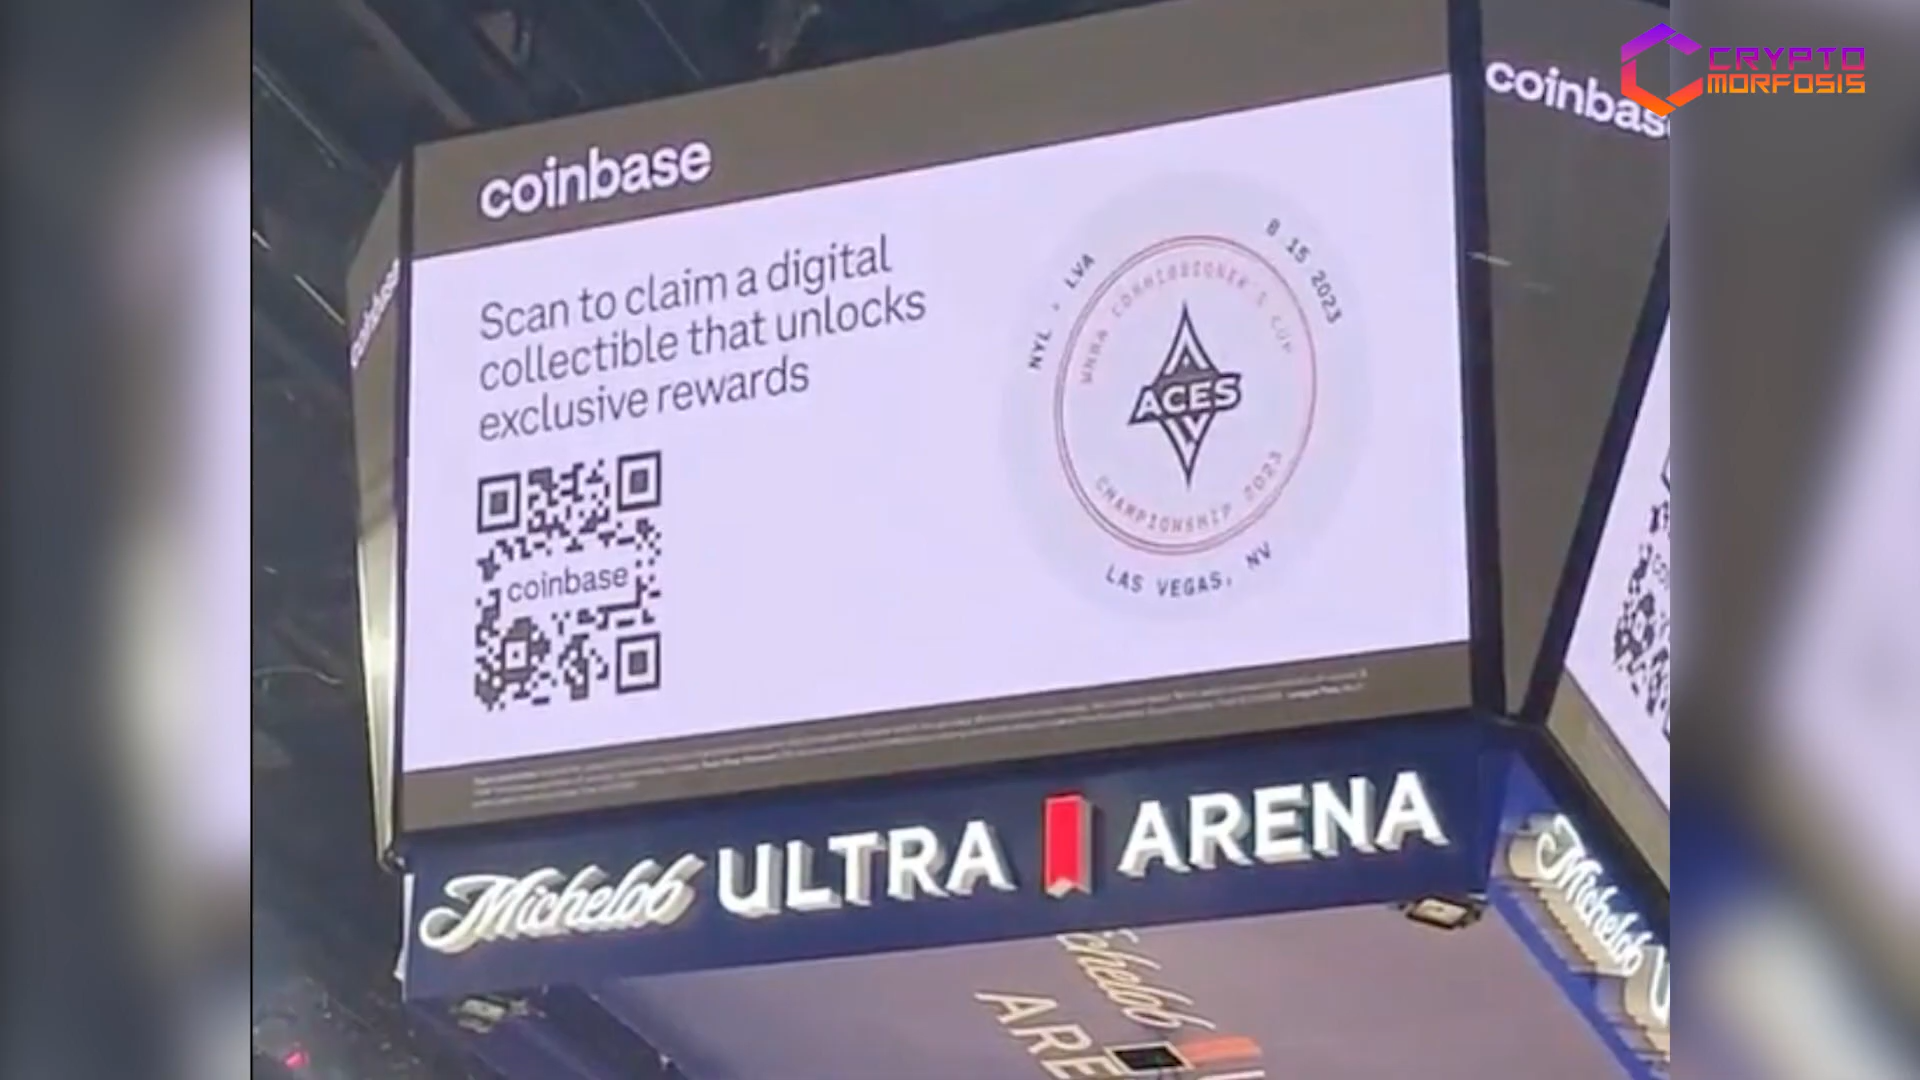 CRYPTO
MORFOSIS
coinbase
Scan to claim a digital
collectible that unlocks
exclusive rewards
coinbase
NYL - LVA
8 15 2023
WNBA COMMISSIONER'S CUP
ACES
CHAMPIONSHIP 2023
LAS VEGAS, NV
Michelob ULTRA ARENA
coinbase
Michelob